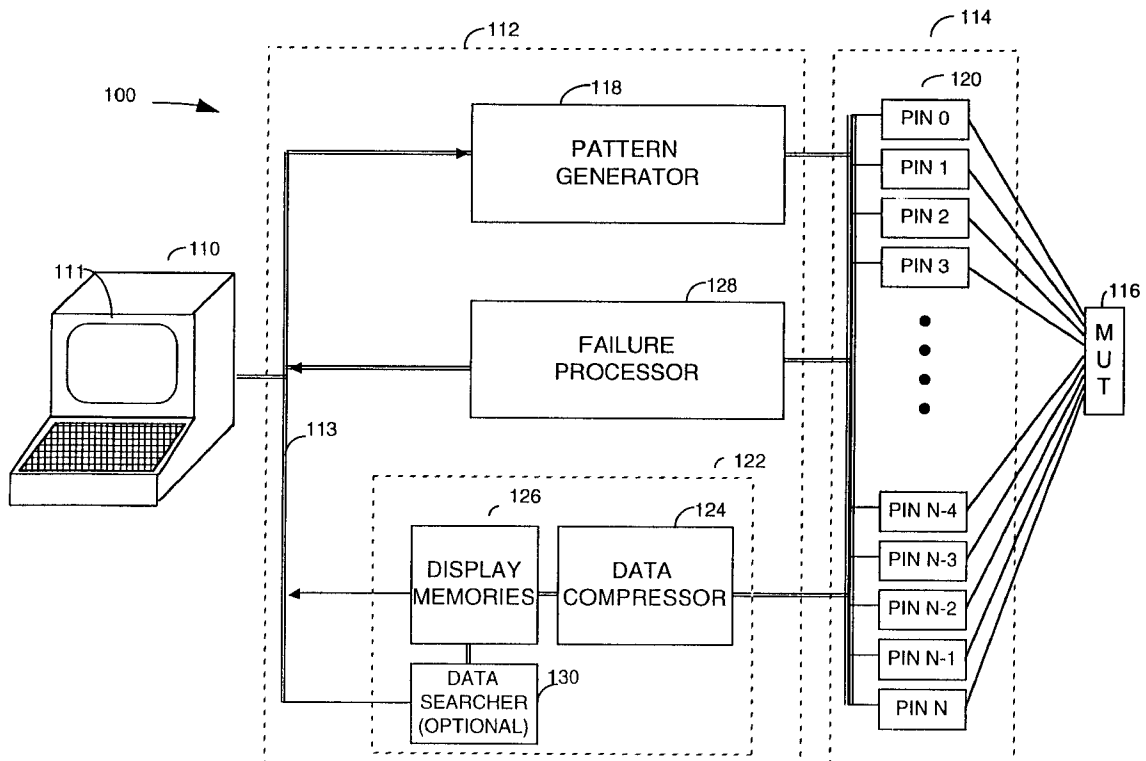 112
114
100
118
120
PATTERN
GENERATOR
PIN 0
PIN 1
PIN 2
PIN 3
110
111
128
116
FAILURE
PROCESSOR
M
U
T
113
122
126
124
DISPLAY
MEMORIES
DATA
COMPRESSOR
PIN N-4
PIN N-3
PIN N-2
PIN N-1
PIN N
DATA
SEARCHER
(OPTIONAL)
130